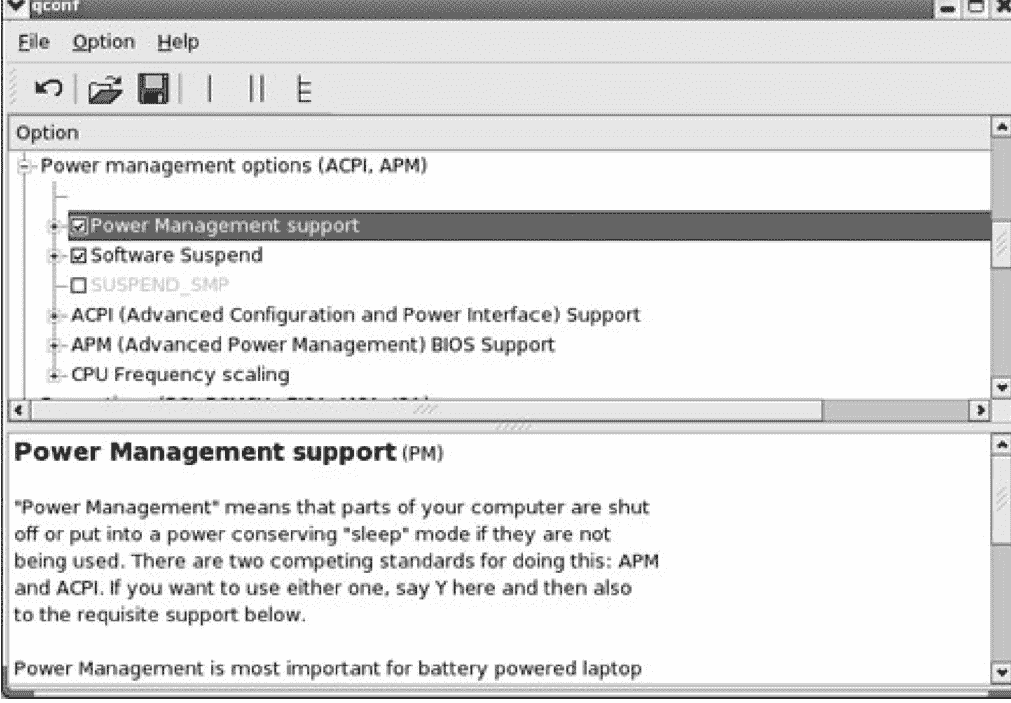 qconf
File Option Help
Option
Power management options (ACPI, APM)
Power Management support
Software Suspend
SUSPEND_SMP
ACPI (Advanced Configuration and Power Interface) Support
APM (Advanced Power Management) BIOS Support
CPU Frequency scaling
Power Management support (PM)
"Power Management" means that parts of your computer are shut
off or put into a power conserving "sleep" mode if they are not
being used. There are two competing standards for doing this: APM
and ACPI. If you want to use either one, say Y here and then also
to the requisite support below.
Power Management is most important for battery powered laptop